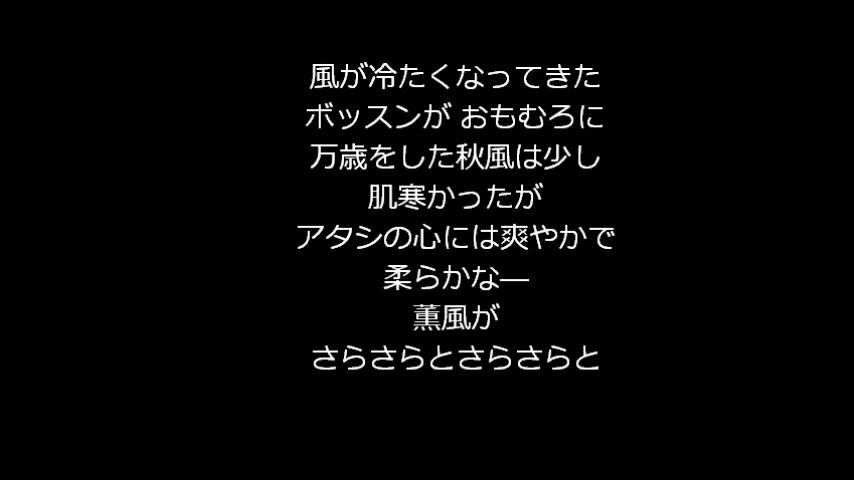 風が冷たくなってきた
ボッスンが おもむろに
万歳をした秋風は少し
肌寒かったが
アタシの心には爽やかで
柔らかな―
薫風が
さらさらとさらさらと